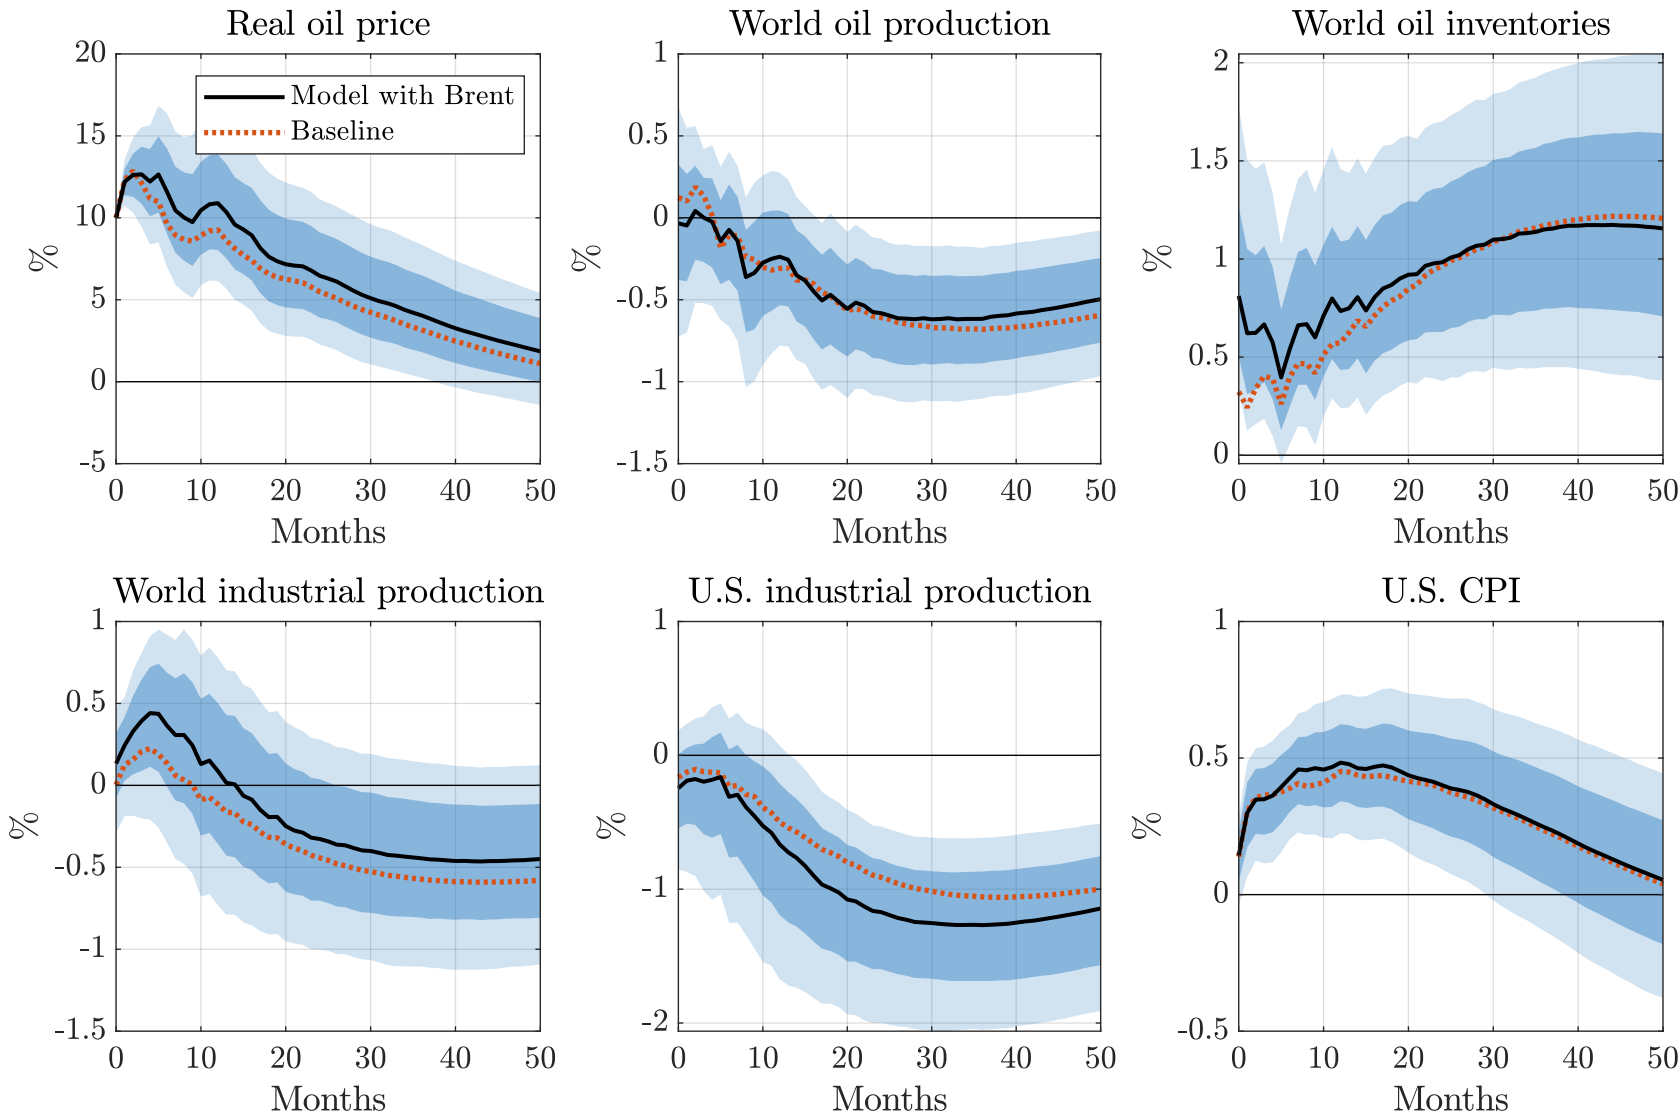 Real oil price
20
15
10
5
0
-5
%
0 10 20 30 40 50
Months
Model with Brent
Baseline
World oil production
1
0.5
0
-0.5
-1
-1.5
%
0 10 20 30 40 50
Months
World oil inventories
2
1.5
1
0.5
0
%
0 10 20 30 40 50
Months
World industrial production
1
0.5
0
-0.5
-1
-1.5
%
0 10 20 30 40 50
Months
U.S. industrial production
1
0
-1
-2
%
0 10 20 30 40 50
Months
U.S. CPI
1
0.5
0
-0.5
%
0 10 20 30 40 50
Months